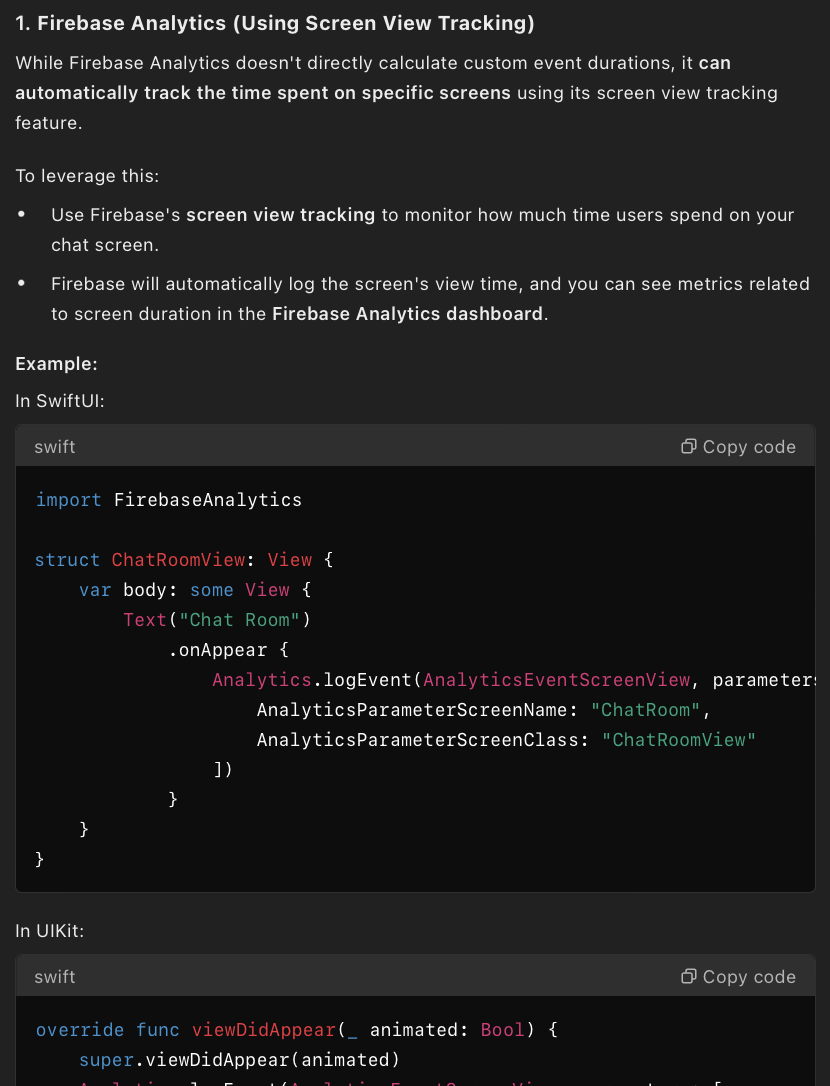 1. Firebase Analytics (Using Screen View Tracking)
While Firebase Analytics doesn't directly calculate custom event durations, it can
automatically track the time spent on specific screens using its screen view tracking
feature.
To leverage this:
• Use Firebase's screen view tracking to monitor how much time users spend on your
chat screen.
• Firebase will automatically log the screen's view time, and you can see metrics related
to screen duration in the Firebase Analytics dashboard.
Example:
In SwiftUI:
swift Copy code
import FirebaseAnalytics
struct ChatRoomView: View {
    var body: some View {
        Text("Chat Room")
            .onAppear {
                Analytics.logEvent(AnalyticsEventScreenView, parameters
                    AnalyticsParameterScreenName: "ChatRoom",
                    AnalyticsParameterScreenClass: "ChatRoomView"
                ])
            }
    }
}
In UIKit:
swift Copy code
override func viewDidAppear(_ animated: Bool) {
    super.viewDidAppear(animated)